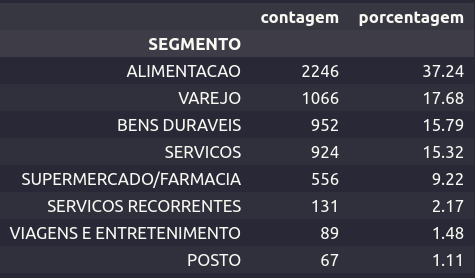 contagem porcentagem
SEGMENTO
ALIMENTACAO 2246 37.24
VAREJO 1066 17.68
BENS DURAVEIS 952 15.79
SERVICOS 924 15.32
SUPERMERCADO/FARMACIA 556 9.22
SERVICOS RECORRENTES 131 2.17
VIAGENS E ENTRETENIMENTO 89 1.48
POSTO 67 1.11